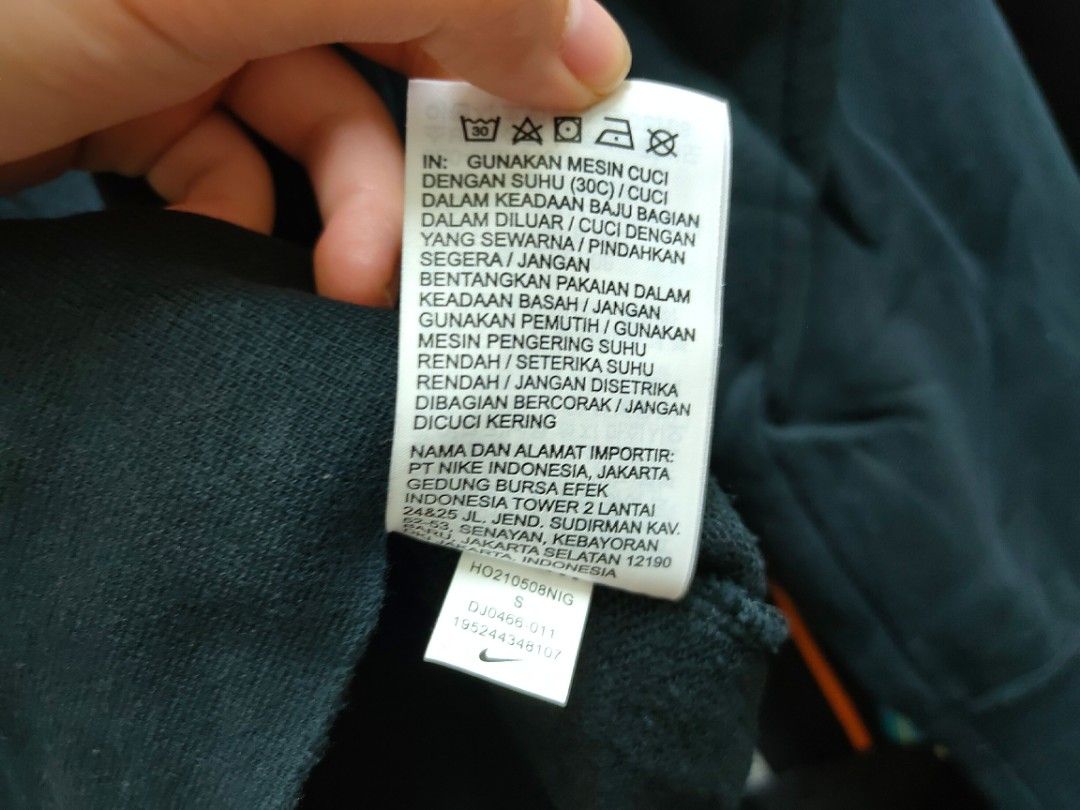 30
IN: GUNAKAN MESIN CUCI
DENGAN SUHU (30C) / CUCI
DALAM KEADAAN BAJU BAGIAN
DALAM DILUAR / CUCI DENGAN
YANG SEWARNA / PINDAHKAN
SEGERA / JANGAN
BENTANGKAN PAKAIAN DALAM
KEADAAN BASAH / JANGAN
GUNAKAN PEMUTIH / GUNAKAN
MESIN PENGERING SUHU
RENDAH / SETERIKA SUHU
RENDAH / JANGAN DISETRIKA
DIBAGIAN BERCORAK / JANGAN
DICUCI KERING
NAMA DAN ALAMAT IMPORTIR:
PT NIKE INDONESIA, JAKARTA
GEDUNG BURSA EFEK
INDONESIA TOWER 2 LANTAI
24&25 JL. JEND. SUDIRMAN KAV.
52-53, SENAYAN, KEBAYORAN
BARU, JAKARTA SELATAN 12190
JAKARTA, INDONESIA
HO210508NIG
S
DJ0466-011
195244348107